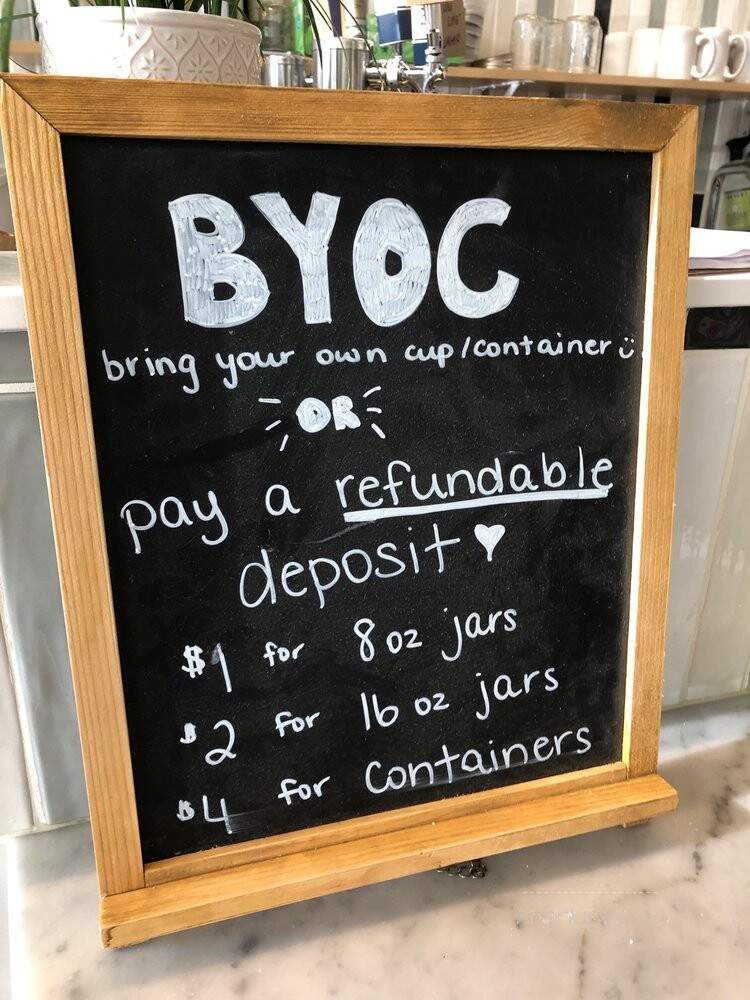 BYOC
bring your own cup/container ü
OR
pay a refundable
deposit ♥
$1 for 8 oz jars
$2 for 16 oz jars
$4 for containers